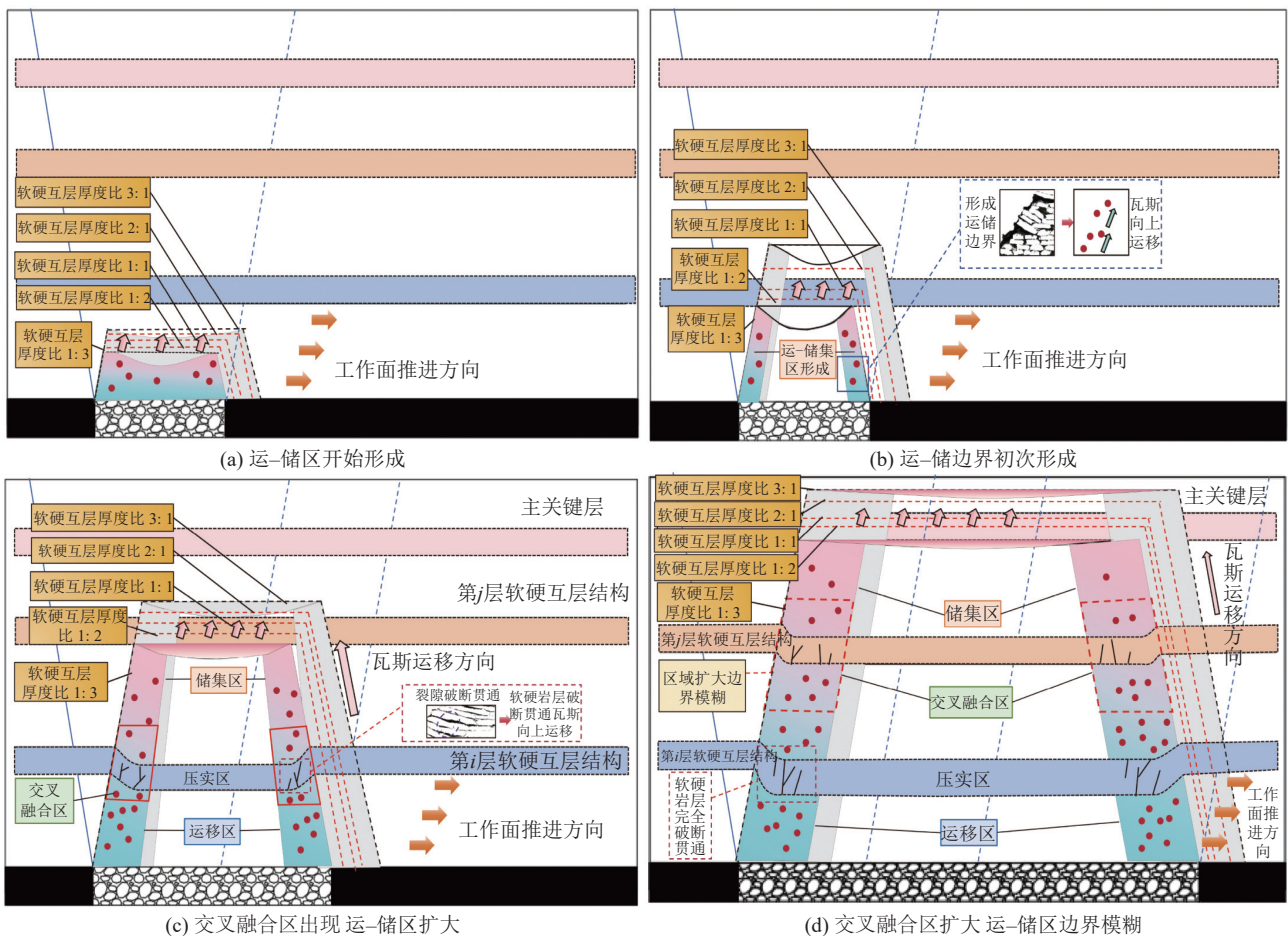 软硬互层厚度比 3: 1
软硬互层厚度比 2: 1
软硬互层厚度比 1: 1
软硬互层厚度比 1: 2
软硬互层
厚度比 1: 3
工作面推进方向
(a) 运–储区开始形成
软硬互层厚度比 3: 1
软硬互层厚度比 2: 1
软硬互层厚度比 1: 1
软硬互层
厚度比 1: 2
软硬互层
厚度比 1: 3
形成
运储
边界
瓦斯
向上
运移
运–储集
区形成
工作面推进方向
(b) 运–储边界初次形成
主关键层
软硬互层厚度比 3: 1
软硬互层厚度比 2: 1
软硬互层厚度比 1: 1
软硬互层厚度
比 1: 2
软硬互层
厚度比 1: 3
第j层软硬互层结构
瓦斯运移方向
储集区
裂隙破断贯通
软硬岩层破
断贯通瓦斯
向上运移
第i层软硬互层结构
压实区
交叉
融合区
运移区
工作面推进方向
(c) 交叉融合区出现 运–储区扩大
软硬互层厚度比 3: 1
软硬互层厚度比 2: 1
软硬互层厚度比 1: 1
软硬互层厚度比 1: 2
软硬互层
厚度比 1: 3
主关键层
瓦斯运移方向
储集区
第j层软硬互层结构
区域扩大边
界模糊
交叉融合区
第i层软硬互层结构
压实区
软硬
岩层
完全
破断
贯通
运移区
工作
面推
进方
向
(d) 交叉融合区扩大 运–储区边界模糊